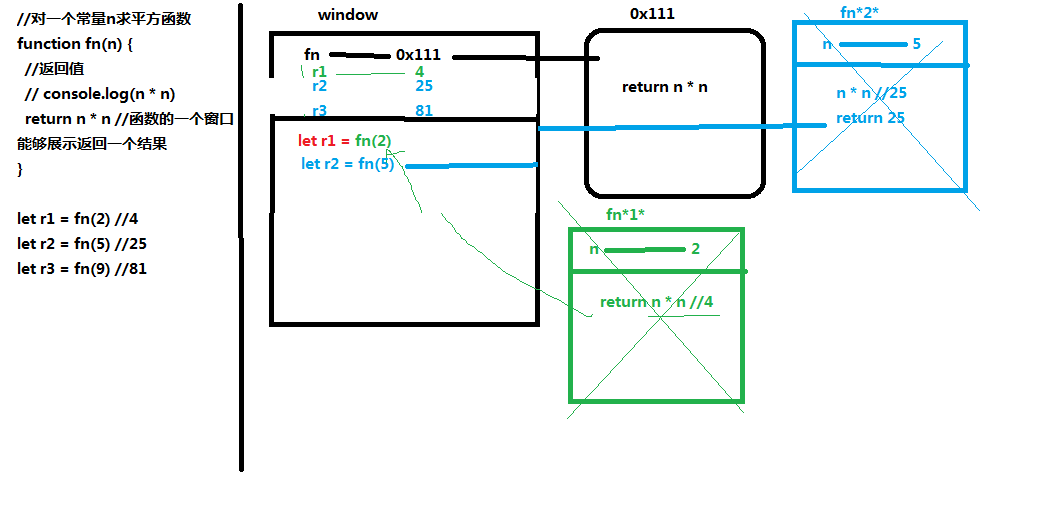 //对一个常量n求平方函数
function fn(n) {
//返回值
// console.log(n * n)
return n * n //函数的一个窗口
能够展示返回一个结果
}
let r1 = fn(2) //4
let r2 = fn(5) //25
let r3 = fn(9) //81
window
fn 0x111
r1 4
r2 25
r3 81
let r1 = fn(2)
let r2 = fn(5)
0x111
return n * n
fn*2*
n 5
n * n //25
return 25
fn*1*
n 2
return n * n //4